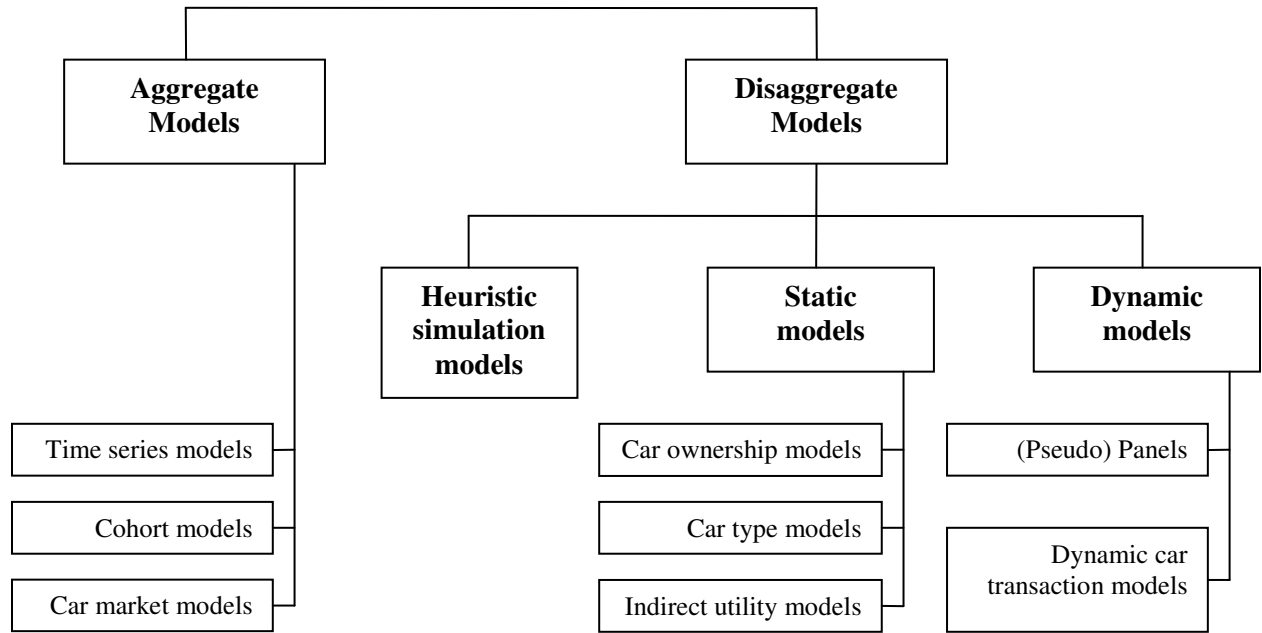 Aggregate
Models
Disaggregate
Models
Heuristic
simulation
models
Static
models
Dynamic
models
Time series models
Cohort models
Car market models
Car ownership models
Car type models
Indirect utility models
(Pseudo) Panels
Dynamic car
transaction models